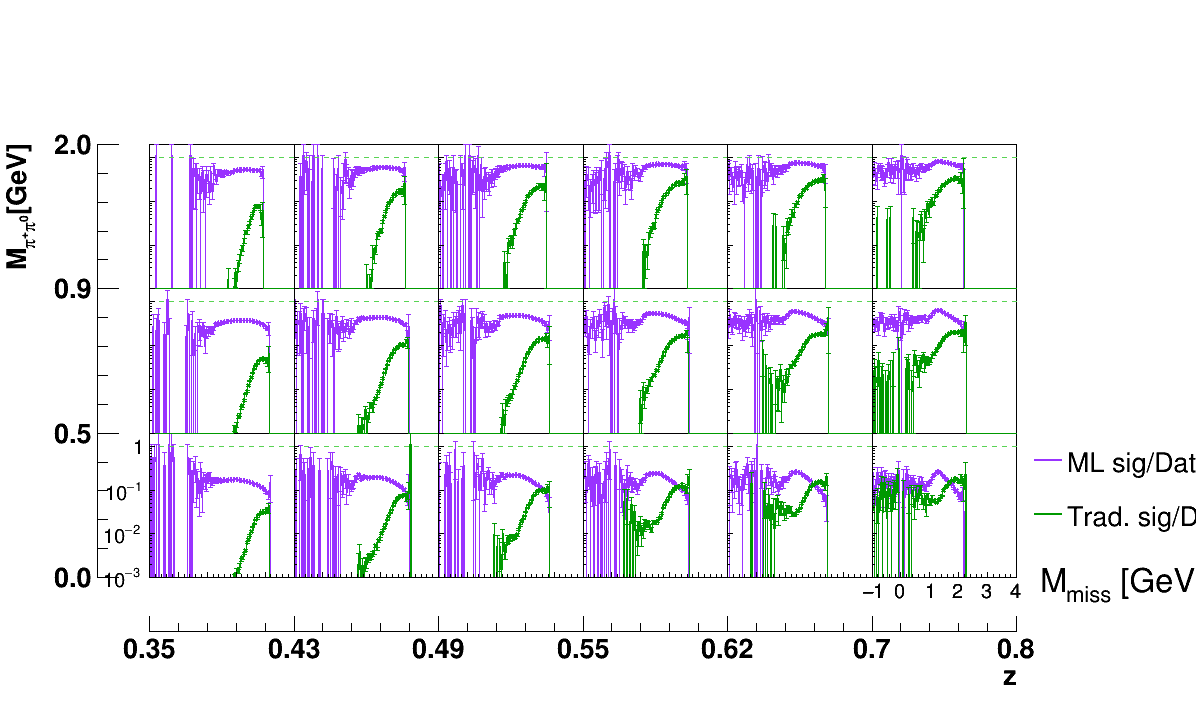 2.0
M_{π⁺π⁰}[GeV]
0.9
0.5
1
10⁻¹
10⁻²
0.0
10⁻³
ML sig/Dat
Trad. sig/D
−1 0 1 2 3 4
M_{miss} [GeV
0.35 0.43 0.49 0.55 0.62 0.7 0.8
z